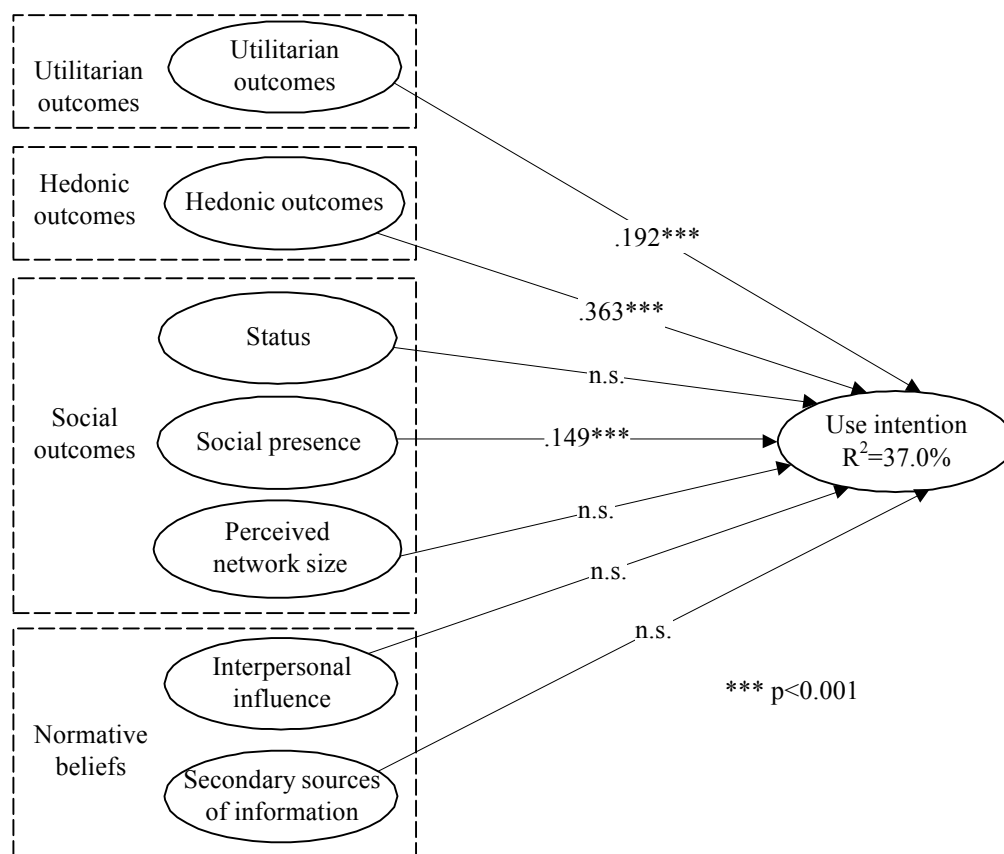 Utilitarian
outcomes
Utilitarian
outcomes
.192***
Hedonic
outcomes
Hedonic outcomes
.363***
Social
outcomes
Status
n.s.
Social presence
.149***
Perceived
network size
n.s.
Use intention
R²=37.0%
Normative
beliefs
Interpersonal
influence
n.s.
Secondary sources
of information
n.s.
*** p<0.001